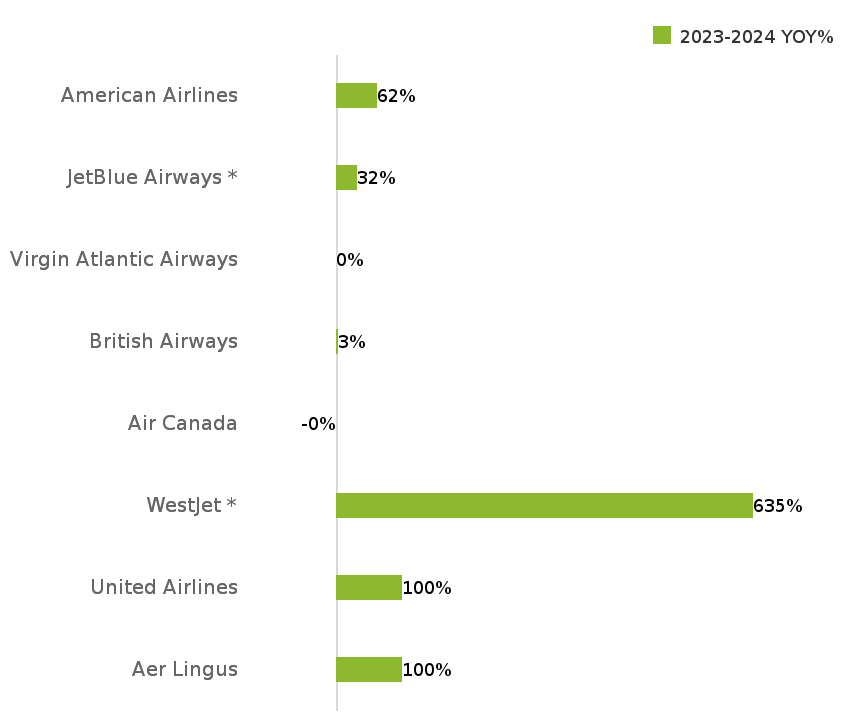 2023-2024 YOY%
American Airlines 62%
JetBlue Airways * 32%
Virgin Atlantic Airways 0%
British Airways 3%
Air Canada -0%
WestJet * 635%
United Airlines 100%
Aer Lingus 100%